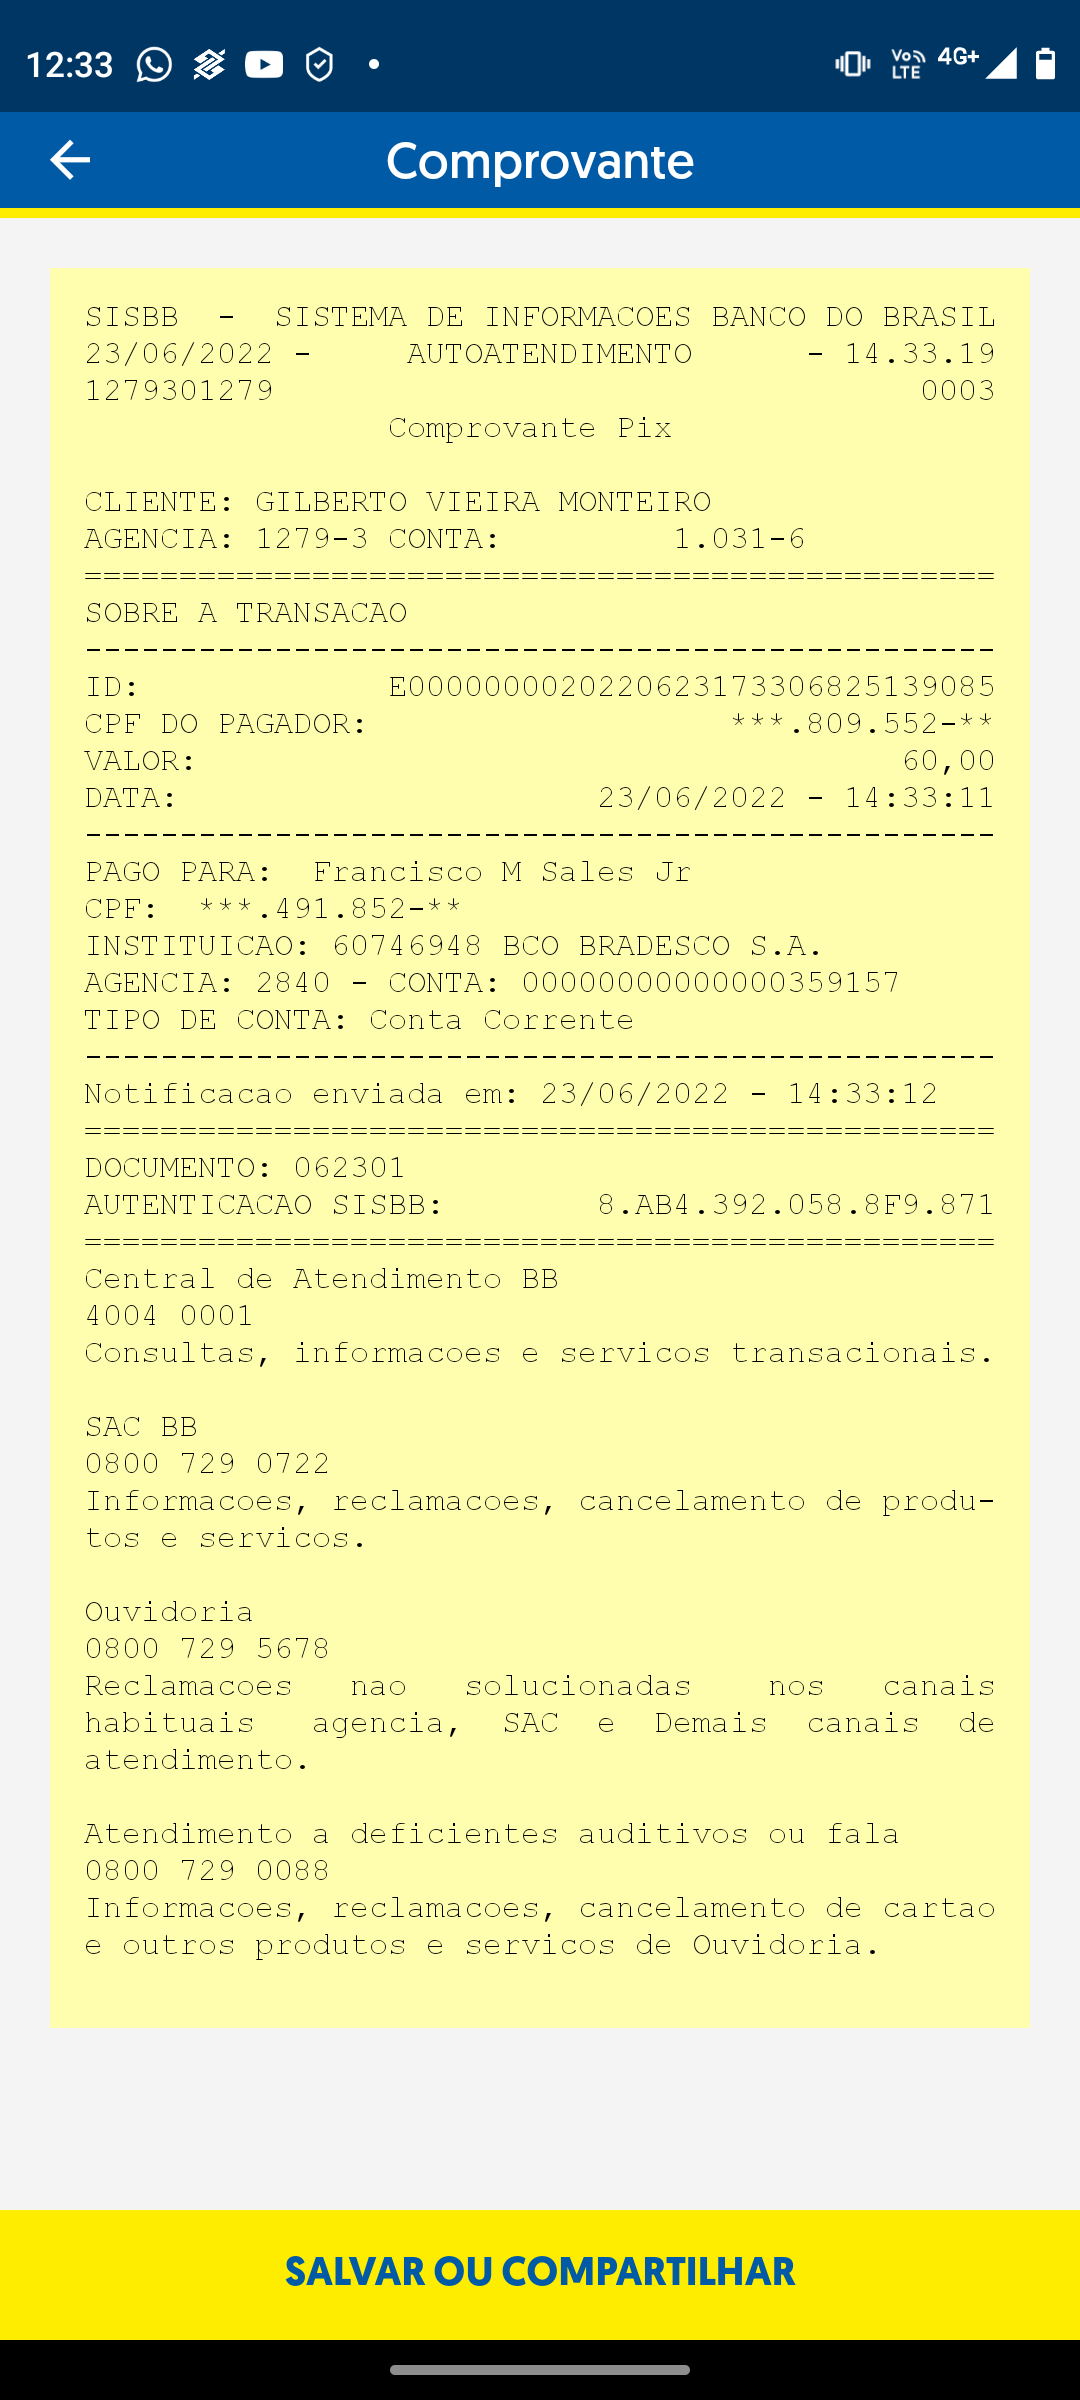 12:33 Vo LTE 4G+
Comprovante
SISBB - SISTEMA DE INFORMACOES BANCO DO BRASIL
23/06/2022 - AUTOATENDIMENTO - 14.33.19
1279301279 0003
Comprovante Pix
CLIENTE: GILBERTO VIEIRA MONTEIRO
AGENCIA: 1279-3 CONTA: 1.031-6
================================================
SOBRE A TRANSACAO
------------------------------------------------
ID: E0000000020220623173306825139085
CPF DO PAGADOR: ***.809.552-**
VALOR: 60,00
DATA: 23/06/2022 - 14:33:11
------------------------------------------------
PAGO PARA: Francisco M Sales Jr
CPF: ***.491.852-**
INSTITUICAO: 60746948 BCO BRADESCO S.A.
AGENCIA: 2840 - CONTA: 00000000000000359157
TIPO DE CONTA: Conta Corrente
------------------------------------------------
Notificacao enviada em: 23/06/2022 - 14:33:12
================================================
DOCUMENTO: 062301
AUTENTICACAO SISBB: 8.AB4.392.058.8F9.871
================================================
Central de Atendimento BB
4004 0001
Consultas, informacoes e servicos transacionais.
SAC BB
0800 729 0722
Informacoes, reclamacoes, cancelamento de produ-
tos e servicos.
Ouvidoria
0800 729 5678
Reclamacoes nao solucionadas nos canais
habituais agencia, SAC e Demais canais de
atendimento.
Atendimento a deficientes auditivos ou fala
0800 729 0088
Informacoes, reclamacoes, cancelamento de cartao
e outros produtos e servicos de Ouvidoria.
SALVAR OU COMPARTILHAR